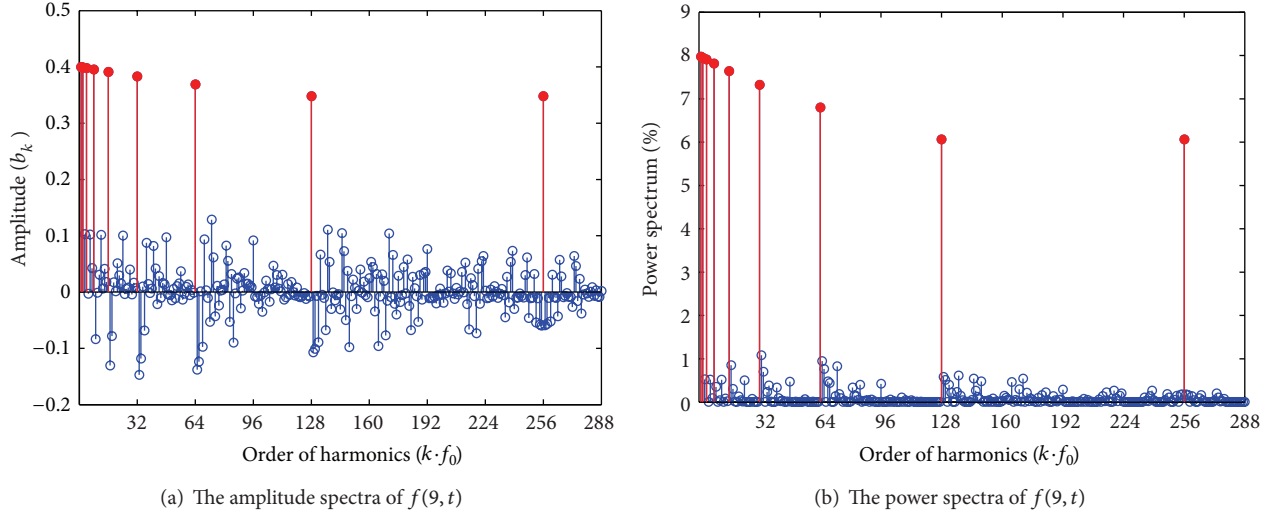 0.5
0.4
0.3
0.2
0.1
0
−0.1
−0.2
Amplitude (b_k)
32 64 96 128 160 192 224 256 288
Order of harmonics (k·f_0)
(a) The amplitude spectra of f(9, t)
9
8
7
6
5
4
3
2
1
0
Power spectrum (%)
32 64 96 128 160 192 224 256 288
Order of harmonics (k·f_0)
(b) The power spectra of f(9, t)